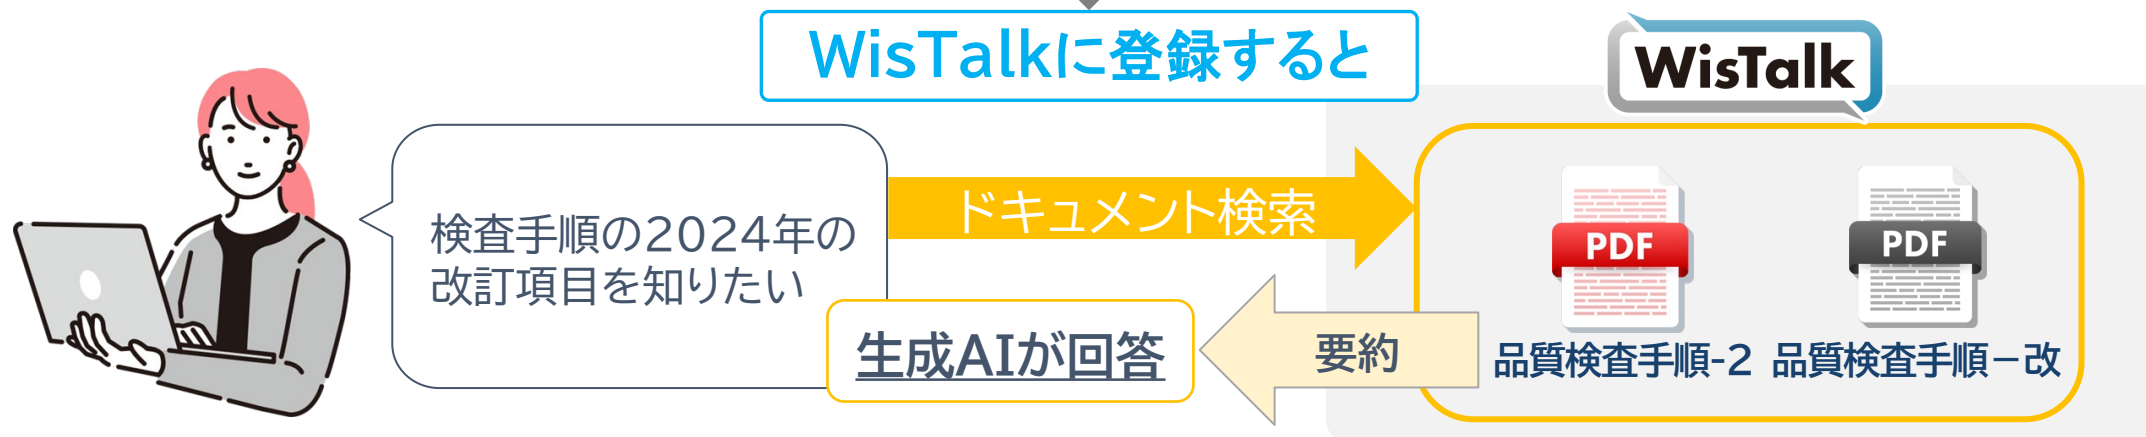 WisTalkに登録すると
WisTalk
検査手順の2024年の
改訂項目を知りたい
ドキュメント検索
PDF
PDF
生成AIが回答
要約
品質検査手順-2
品質検査手順－改